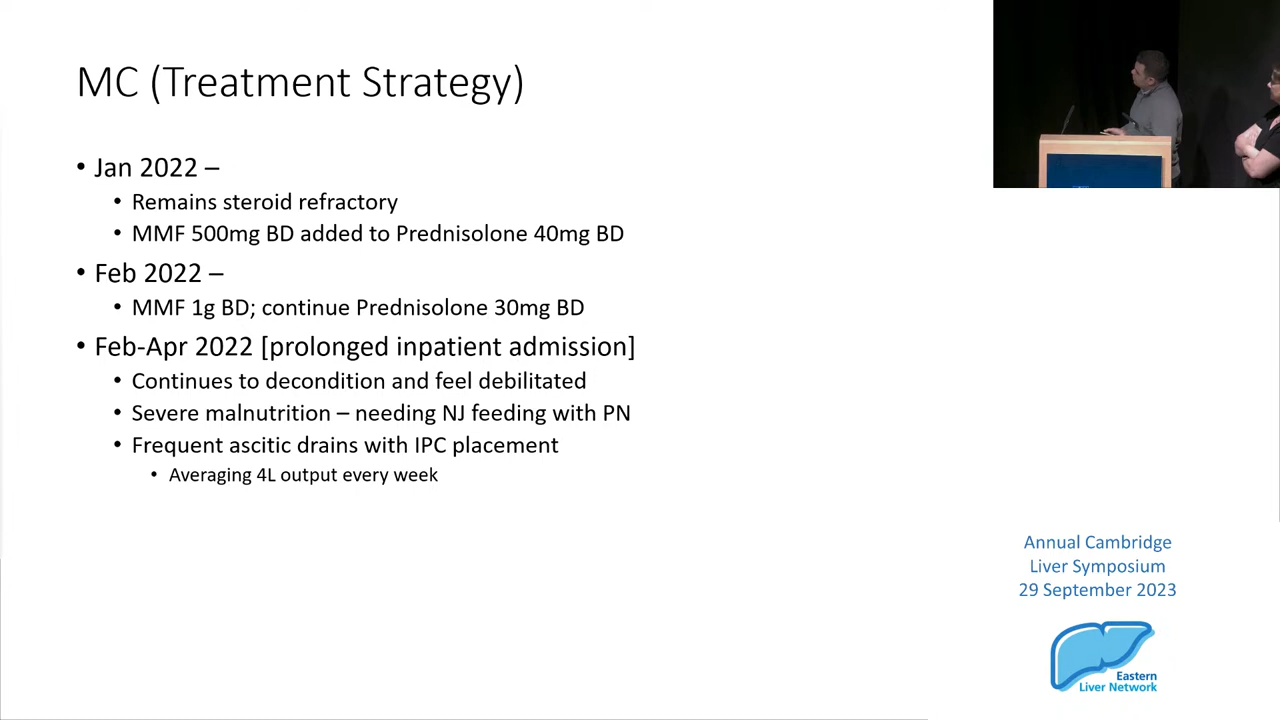 MC (Treatment Strategy)
• Jan 2022 –
• Remains steroid refractory
• MMF 500mg BD added to Prednisolone 40mg BD
• Feb 2022 –
• MMF 1g BD; continue Prednisolone 30mg BD
• Feb-Apr 2022 [prolonged inpatient admission]
• Continues to decondition and feel debilitated
• Severe malnutrition – needing NJ feeding with PN
• Frequent ascitic drains with IPC placement
• Averaging 4L output every week
Annual Cambridge
Liver Symposium
29 September 2023
Eastern
Liver Network